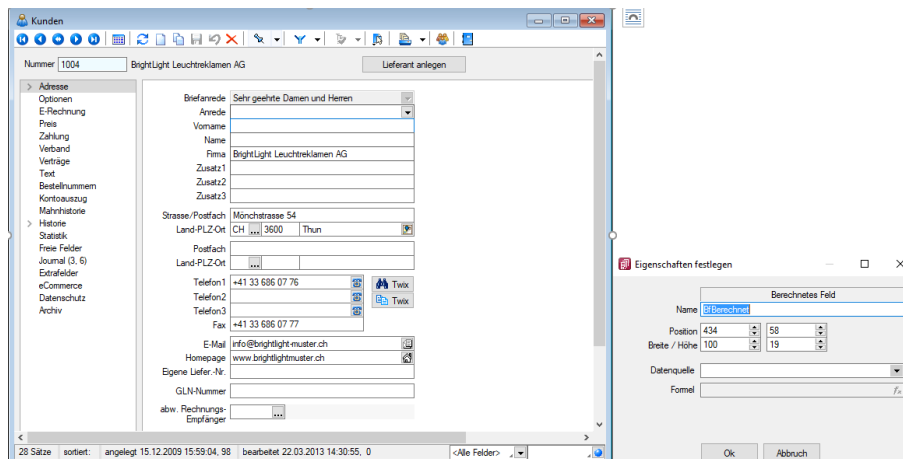 Kunden
Nummer 1004 BrightLight Leuchtreklamen AG Lieferant anlegen
Adresse
Optionen
E-Rechnung
Preis
Zahlung
Verband
Verträge
Text
Bestellnummern
Kontoauszug
Mahnhistorie
Historie
Statistik
Freie Felder
Journal (3, 6)
Extrafelder
eCommerce
Datenschutz
Archiv
Briefanrede Sehr geehrte Damen und Herren
Anrede
Vorname
Name
Firma BrightLight Leuchtreklamen AG
Zusatz1
Zusatz2
Zusatz3
Strasse/Postfach Mönchstrasse 54
Land-PLZ-Ort CH ... 3600 Thun
Postfach
Land-PLZ-Ort ...
Telefon1 +41 33 686 07 76 Twix
Telefon2 Twix
Telefon3
Fax +41 33 686 07 77
E-Mail info@brightlight-muster.ch
Homepage www.brightlightmuster.ch
Eigene Liefer.-Nr.
GLN-Nummer
abw. Rechnungs-
Empfänger ...
28 Sätze sortiert: angelegt 15.12.2009 15:59:04, 98 bearbeitet 22.03.2013 14:30:55, 0 <Alle Felder>
Eigenschaften festlegen
Berechnetes Feld
Name BfBerechnet
Position 434 58
Breite / Höhe 100 19
Datenquelle
Formel
Ok Abbruch